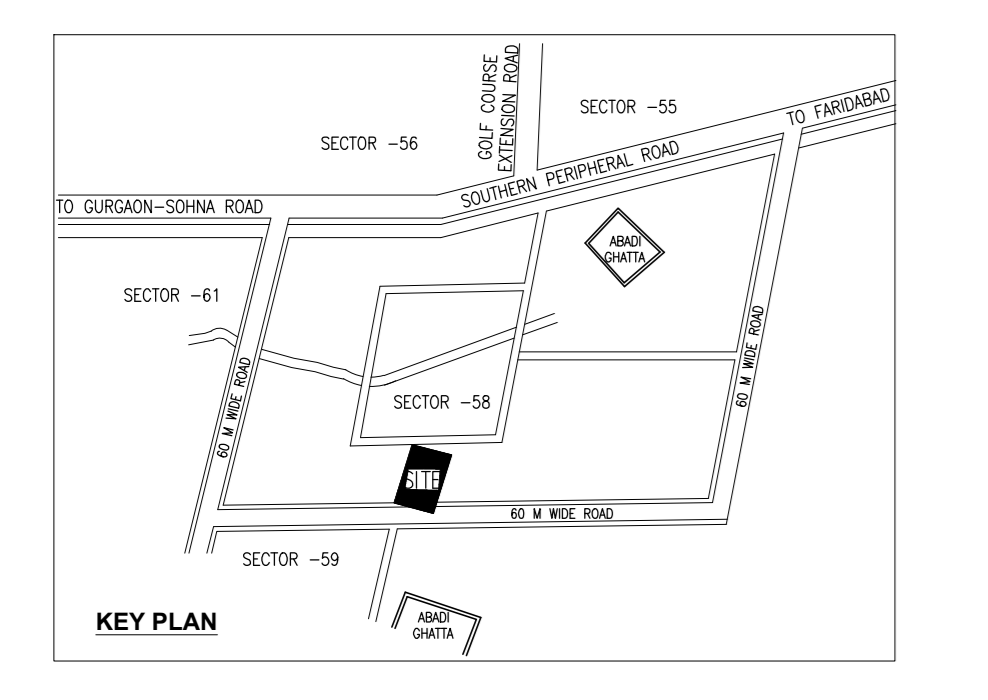 GOLF COURSE
EXTENSION ROAD
SECTOR -55
TO FARIDABAD
SECTOR -56
SOUTHERN PERIPHERAL ROAD
TO GURGAON-SOHNA ROAD
ABADI
GHATTA
SECTOR -61
60 M WIDE ROAD
60 M WIDE ROAD
SECTOR -58
SITE
60 M WIDE ROAD
SECTOR -59
KEY PLAN
ABADI
GHATTA